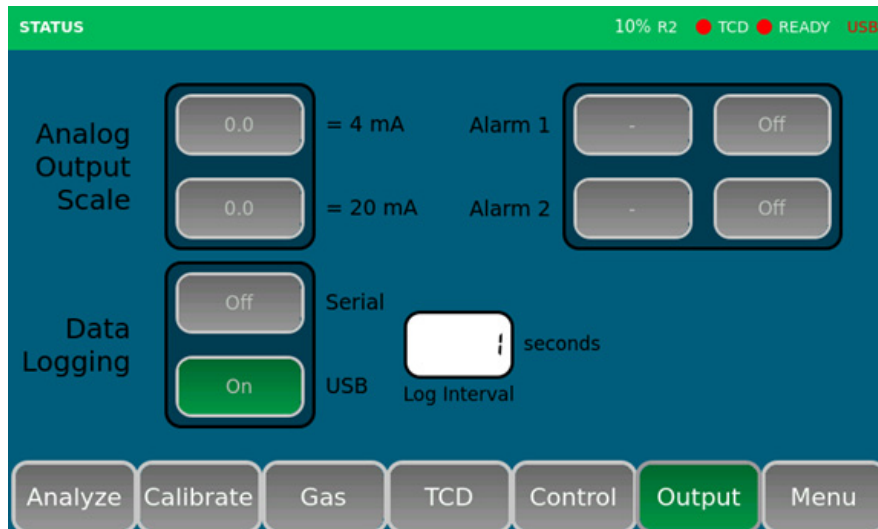 STATUS 10% R2 TCD READY USB
Analog
Output
Scale
0.0 = 4 mA
0.0 = 20 mA
Alarm 1 - Off
Alarm 2 - Off
Data
Logging
Off Serial
On USB
1 seconds
Log Interval
Analyze Calibrate Gas TCD Control Output Menu